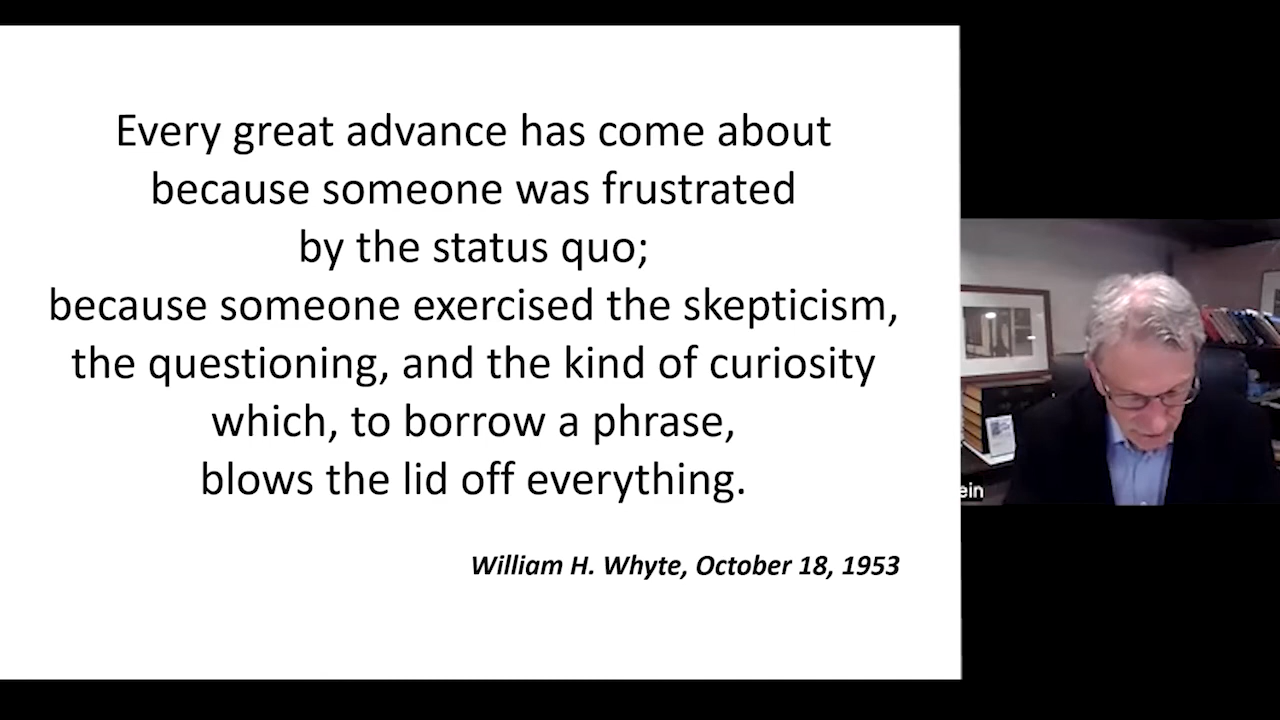 Every great advance has come about
because someone was frustrated
by the status quo;
because someone exercised the skepticism,
the questioning, and the kind of curiosity
which, to borrow a phrase,
blows the lid off everything.
William H. Whyte, October 18, 1953
ein